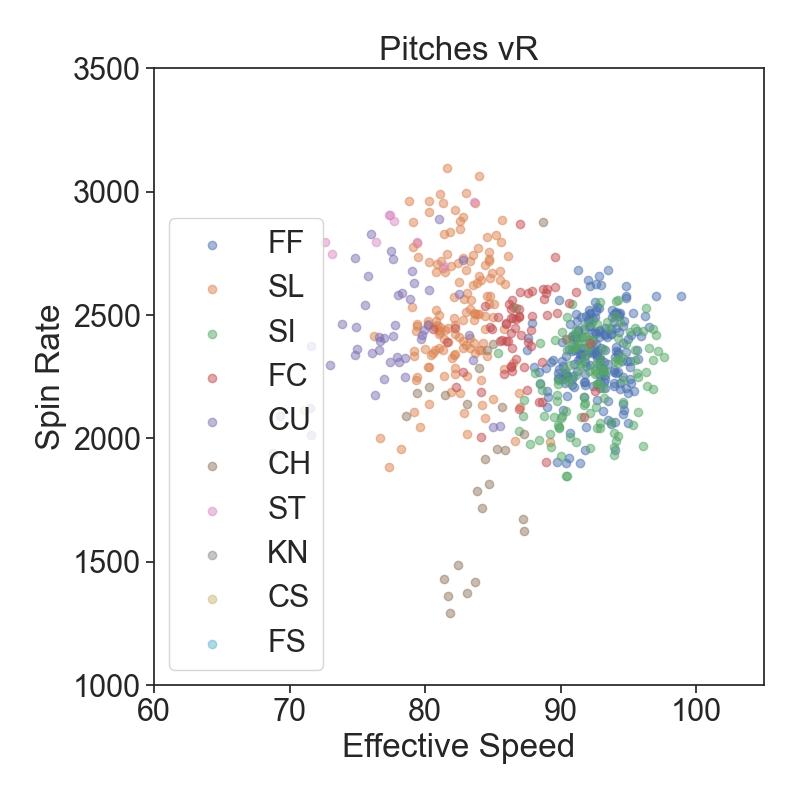 Pitches vR
3500
3000
2500
2000
1500
1000
Spin Rate
FF
SL
SI
FC
CU
CH
ST
KN
CS
FS
60 70 80 90 100
Effective Speed